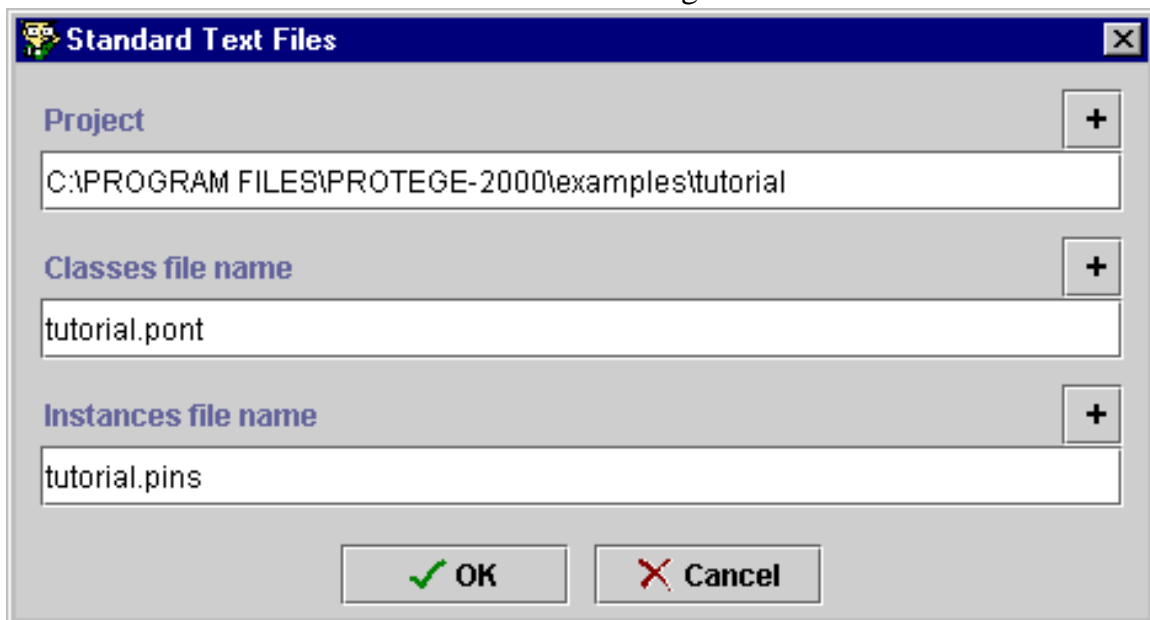 Standard Text Files
Project
+
C:\PROGRAM FILES\PROTEGE-2000\examples\tutorial
Classes file name
+
tutorial.pont
Instances file name
+
tutorial.pins
OK
Cancel